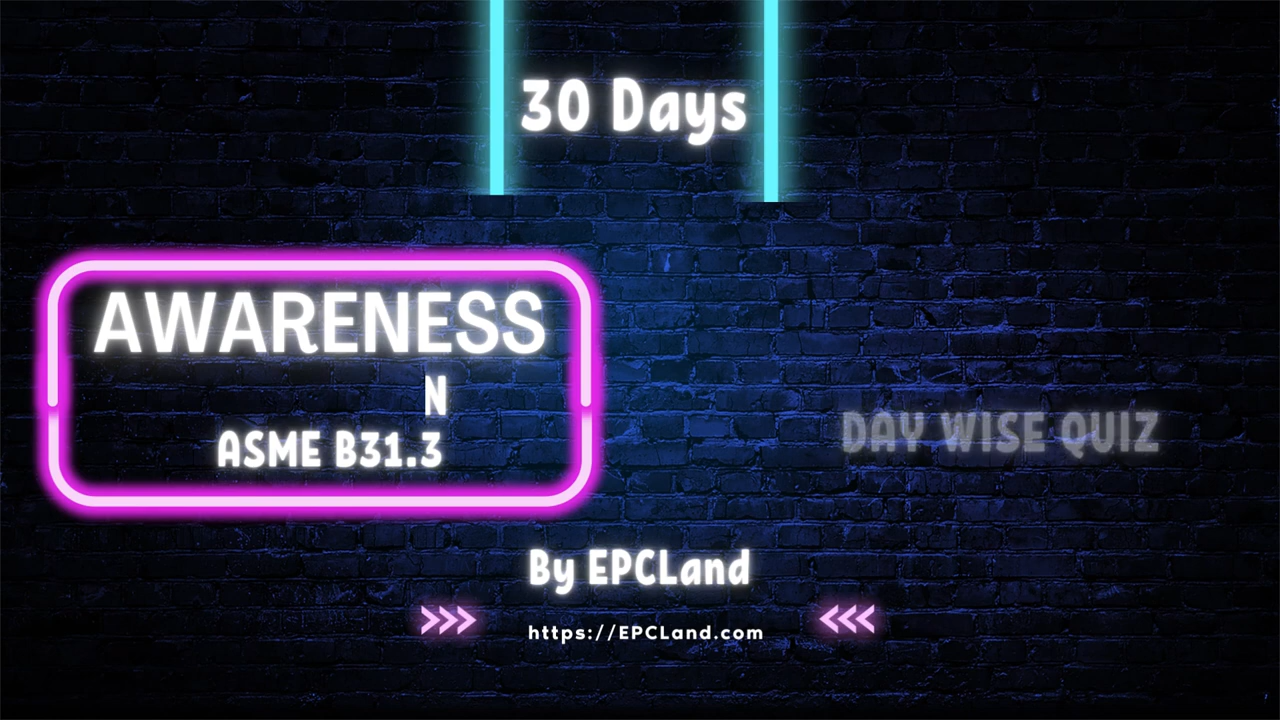 30 Days
AWARENESS
N
ASME B31.3
DAY WISE QUIZ
By EPCLand
https://EPCLand.com